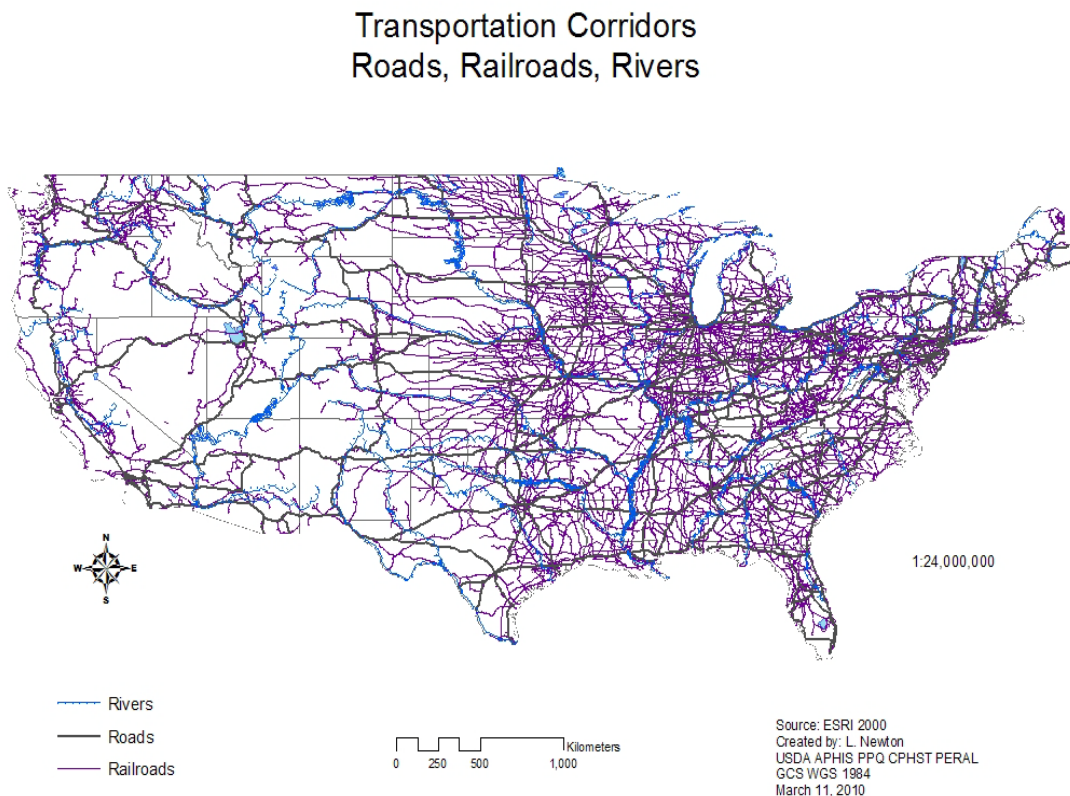 Transportation Corridors
Roads, Railroads, Rivers
N
W E
S
1:24,000,000
Rivers
Roads
Railroads
Kilometers
0 250 500 1,000
Source: ESRI 2000
Created by: L. Newton
USDA APHIS PPQ CPHST PERAL
GCS WGS 1984
March 11, 2010